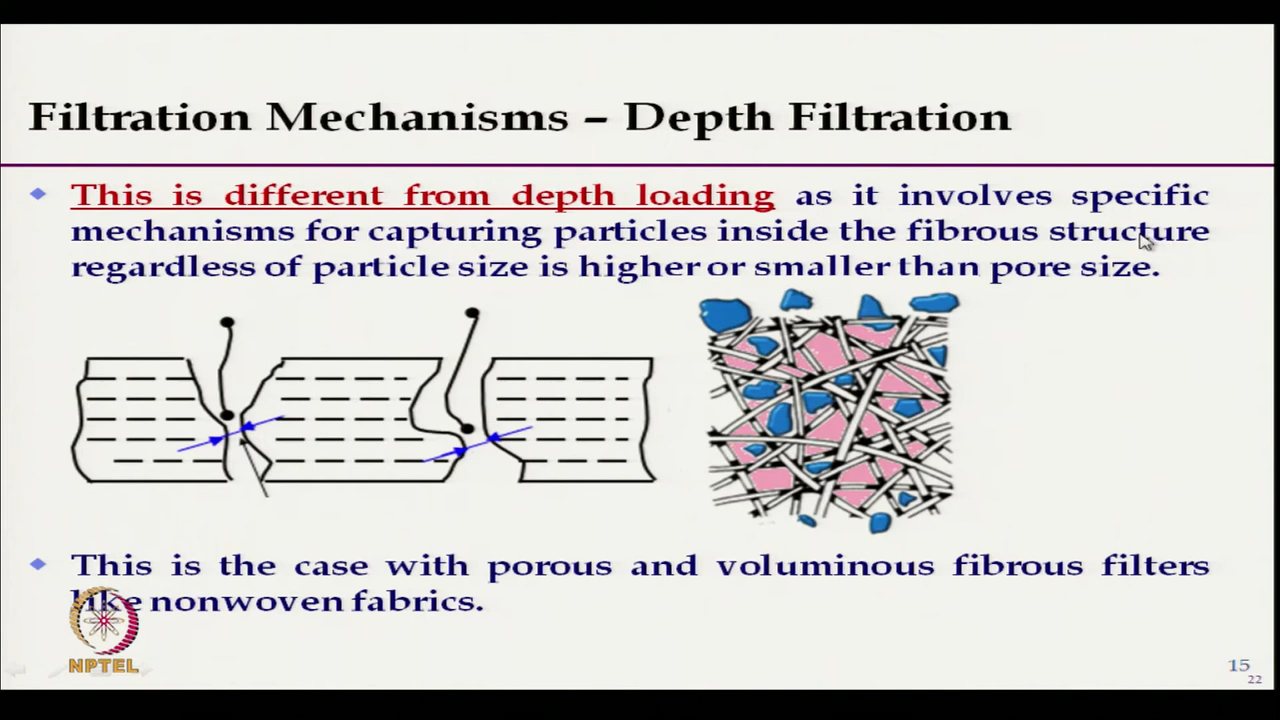 Filtration Mechanisms – Depth Filtration
This is different from depth loading as it involves specific
mechanisms for capturing particles inside the fibrous structure
regardless of particle size is higher or smaller than pore size.
This is the case with porous and voluminous fibrous filters
like nonwoven fabrics.
NPTEL
15
22